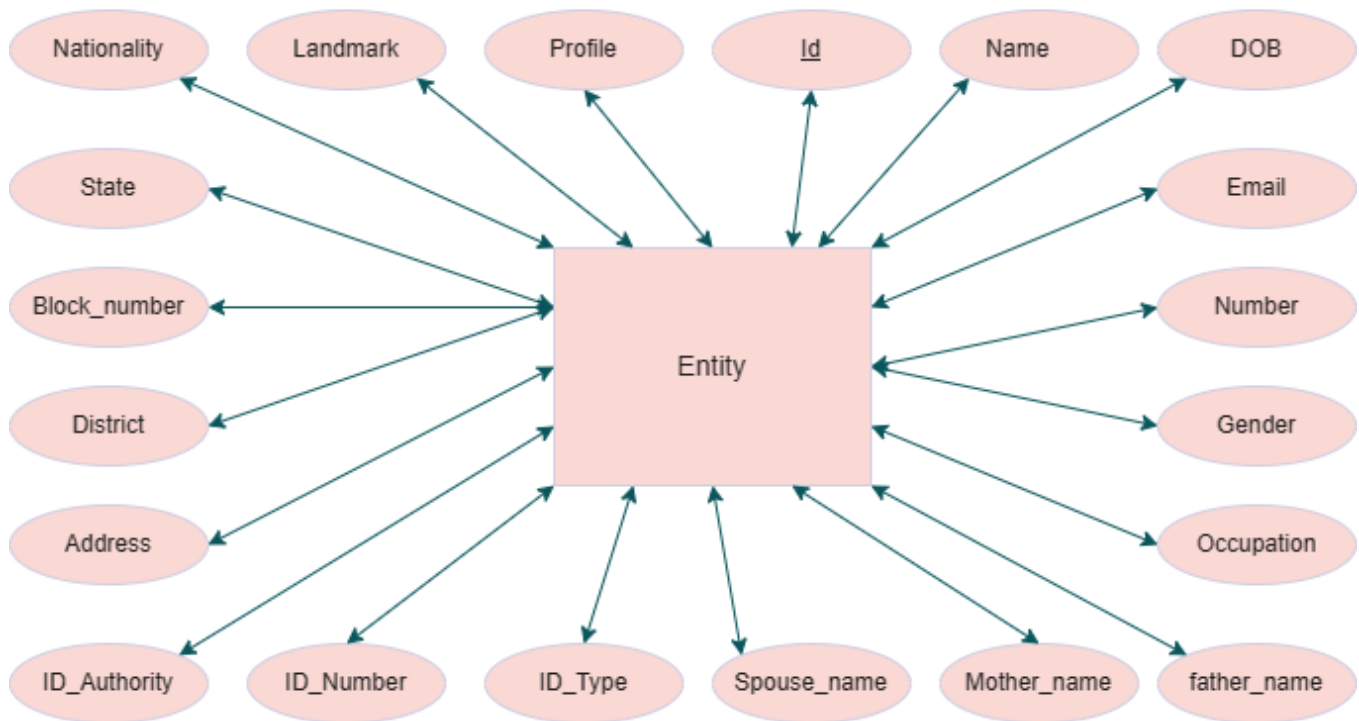 Nationality
Landmark
Profile
Id
Name
DOB
State
Email
Block_number
Number
Entity
District
Gender
Address
Occupation
ID_Authority
ID_Number
ID_Type
Spouse_name
Mother_name
father_name